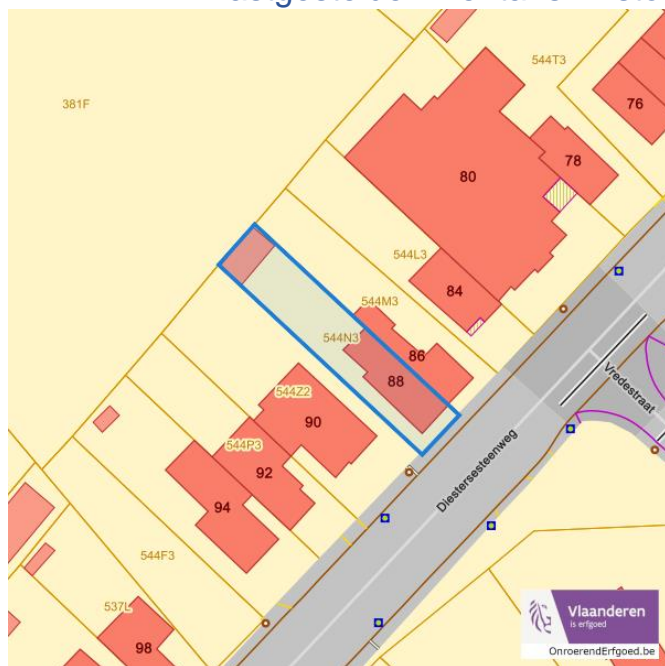 544T3
381F
76
78
80
544L3
84
544M3
544N3
86
88
Vredestraat
544Z2
90
544P3
92
Diestersesteenweg
94
544F3
537L
98
Vlaanderen
is erfgoed
OnroerendErfgoed.be